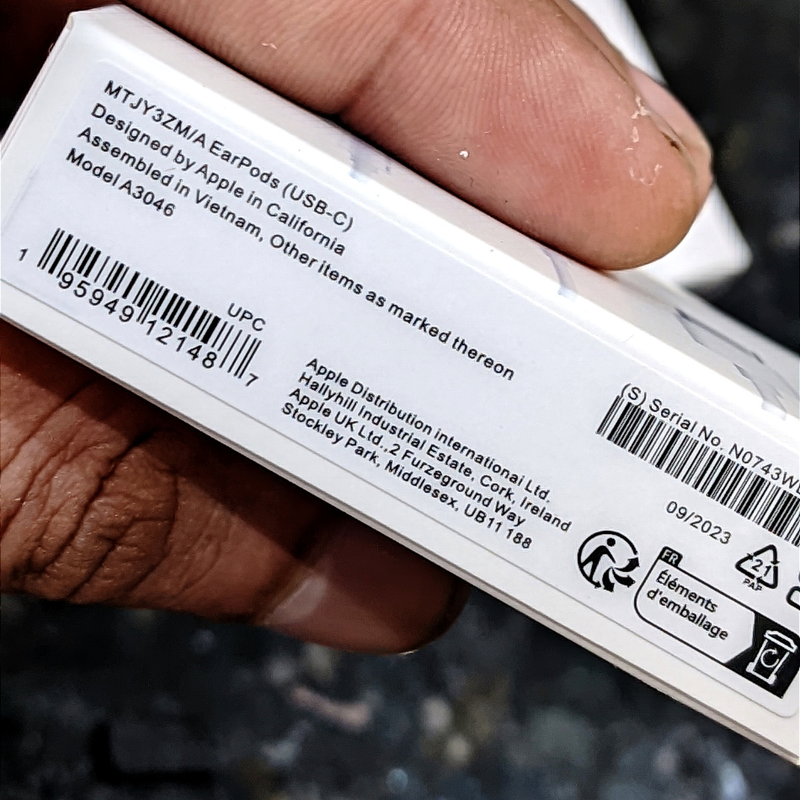 MTJY3ZM/A EarPods (USB-C)
Designed by Apple in California
Assembled in Vietnam, Other items as marked thereon
Model A3046
UPC
1 95949 12148 7
Apple Distribution internationai Ltd.
Hallyhill Industrial Estate, Cork, Ireland
Apple UK Ltd.,2 Furzeground Way
Stockley Park, Middlesex, UB11 188
(S) Serial No. N0743W
09/2023
21
PAP
FR
Éléments
d'emballage